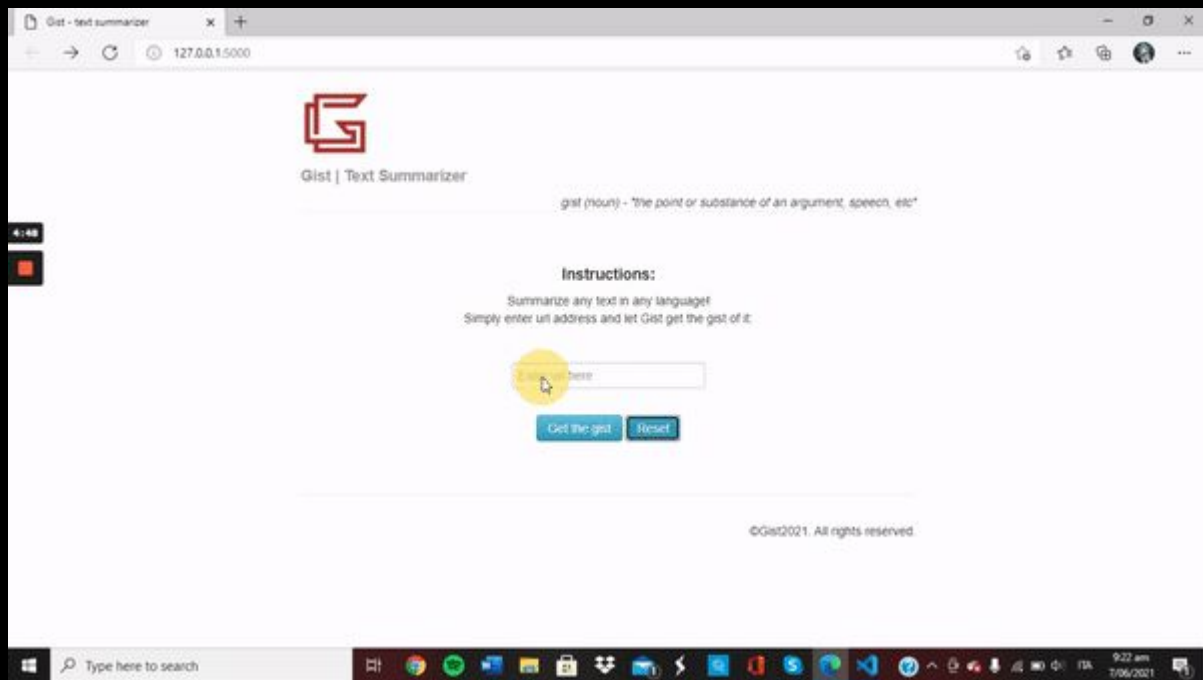 Gist - text summarizer
127.0.0.1:5000
Gist | Text Summarizer
gist (noun) - "the point or substance of an argument, speech, etc"
4:48
Instructions:
Summarize any text in any language!
Simply enter url address and let Gist get the gist of it:
here
Get the gist Reset
©Gist2021. All rights reserved.
Type here to search
ITA
9:22 am
7/06/2021